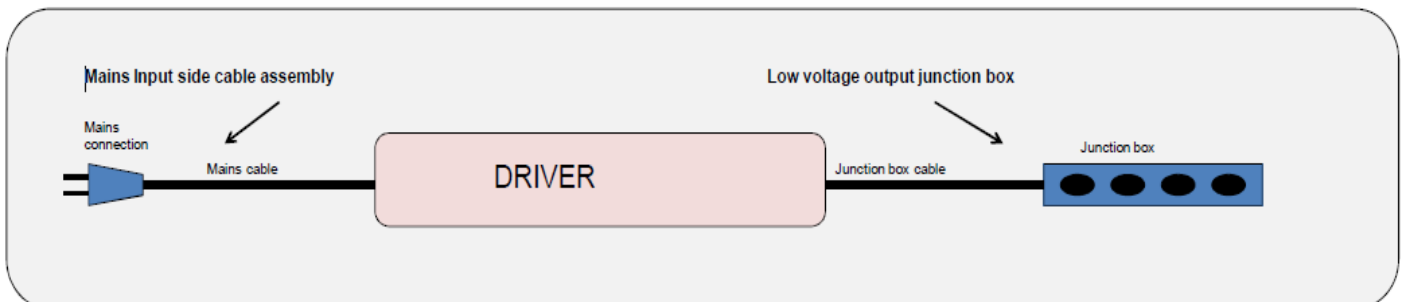 Mains Input side cable assembly
Low voltage output junction box
Mains
connection
Mains cable
DRIVER
Junction box cable
Junction box